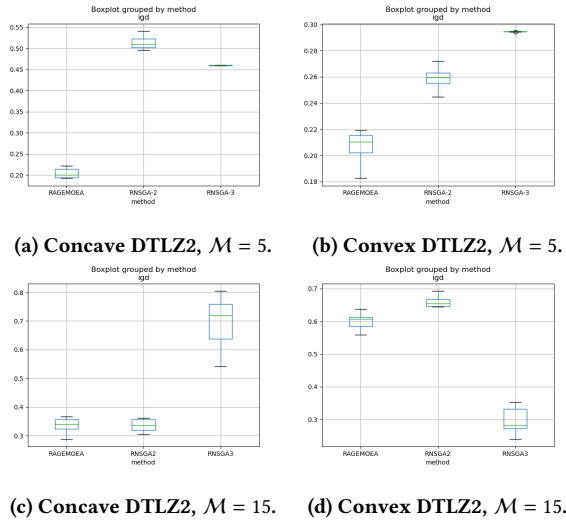 Boxplot grouped by method
igd
0.55
0.50
0.45
0.40
0.35
0.30
0.25
0.20
RAGEMOEA RNSGA-2 RNSGA-3
method
(a) Concave DTLZ2, ℳ = 5.
Boxplot grouped by method
igd
0.30
0.28
0.26
0.24
0.22
0.20
0.18
RAGEMOEA RNSGA-2 RNSGA-3
method
(b) Convex DTLZ2, ℳ = 5.
Boxplot grouped by method
igd
0.8
0.7
0.6
0.5
0.4
0.3
RAGEMOEA RNSGA2 RNSGA3
method
(c) Concave DTLZ2, ℳ = 15.
Boxplot grouped by method
igd
0.7
0.6
0.5
0.4
0.3
RAGEMOEA RNSGA2 RNSGA3
method
(d) Convex DTLZ2, ℳ = 15.